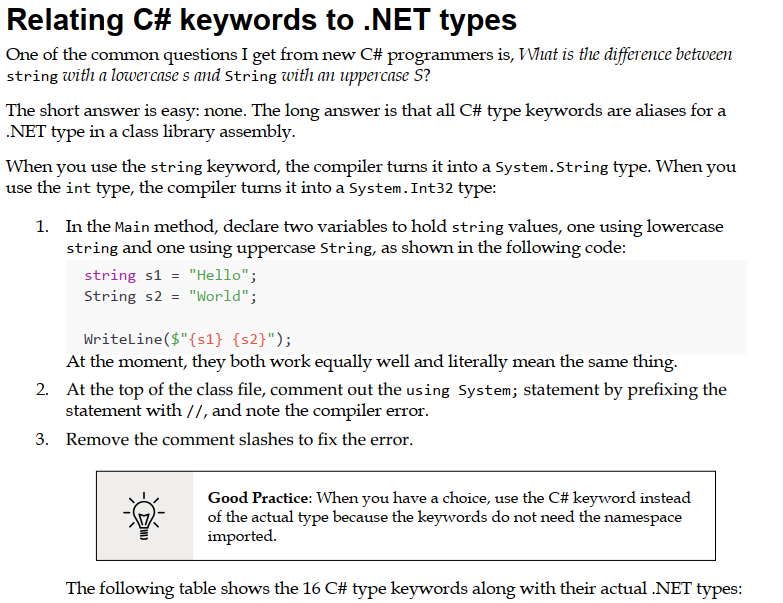 Relating C# keywords to .NET types
One of the common questions I get from new C# programmers is, What is the difference between
string with a lowercase s and String with an uppercase S?
The short answer is easy: none. The long answer is that all C# type keywords are aliases for a
.NET type in a class library assembly.
When you use the string keyword, the compiler turns it into a System.String type. When you
use the int type, the compiler turns it into a System.Int32 type:
1. In the Main method, declare two variables to hold string values, one using lowercase
string and one using uppercase String, as shown in the following code:
string s1 = "Hello";
String s2 = "World";
WriteLine($"{s1} {s2}");
At the moment, they both work equally well and literally mean the same thing.
2. At the top of the class file, comment out the using System; statement by prefixing the
statement with //, and note the compiler error.
3. Remove the comment slashes to fix the error.
Good Practice: When you have a choice, use the C# keyword instead
of the actual type because the keywords do not need the namespace
imported.
The following table shows the 16 C# type keywords along with their actual .NET types: